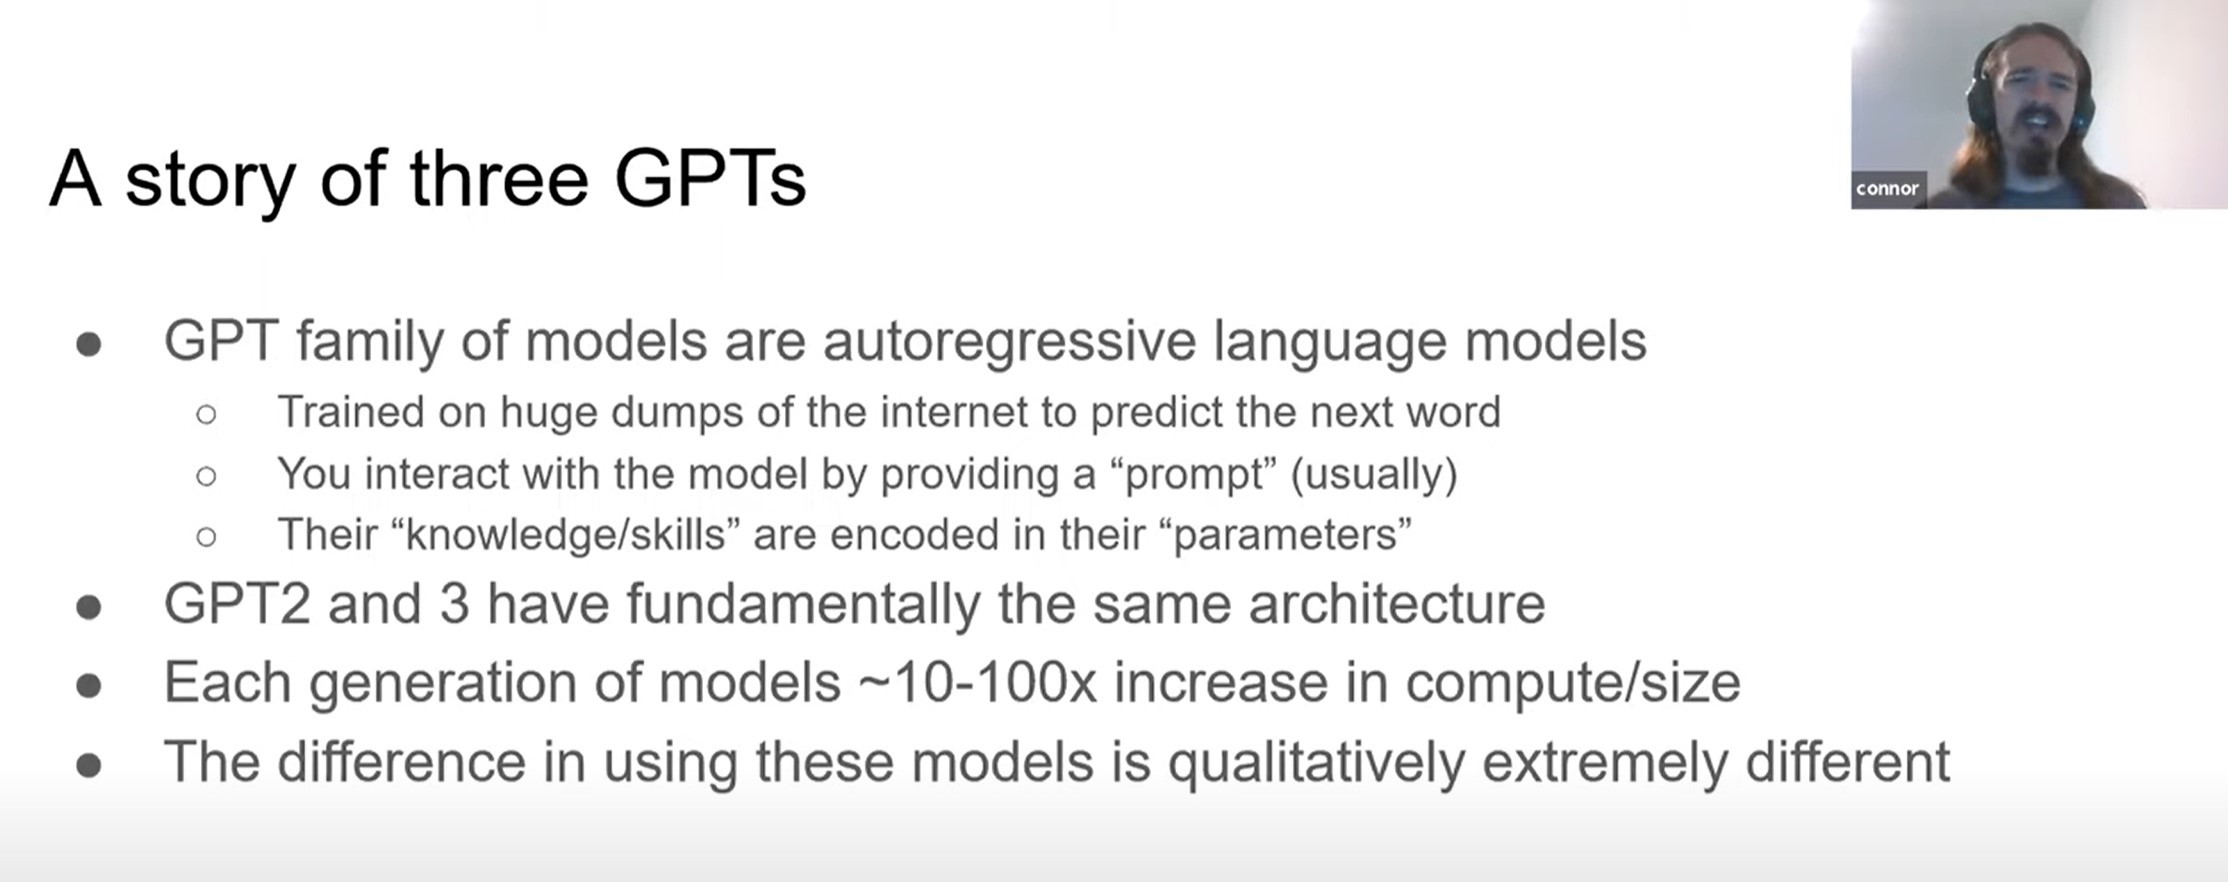 A story of three GPTs
connor
● GPT family of models are autoregressive language models
○ Trained on huge dumps of the internet to predict the next word
○ You interact with the model by providing a “prompt” (usually)
○ Their “knowledge/skills” are encoded in their “parameters”
● GPT2 and 3 have fundamentally the same architecture
● Each generation of models ~10-100x increase in compute/size
● The difference in using these models is qualitatively extremely different